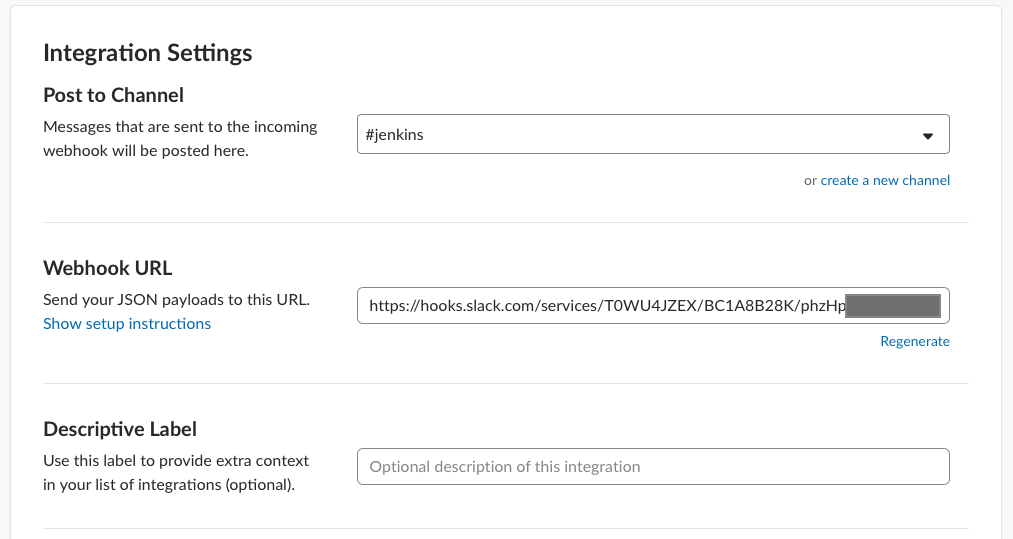 Integration Settings
Post to Channel
Messages that are sent to the incoming
webhook will be posted here.
#jenkins
or create a new channel
Webhook URL
Send your JSON payloads to this URL.
Show setup instructions
https://hooks.slack.com/services/T0WU4JZEX/BC1A8B28K/phzHp
Regenerate
Descriptive Label
Use this label to provide extra context
in your list of integrations (optional).
Optional description of this integration